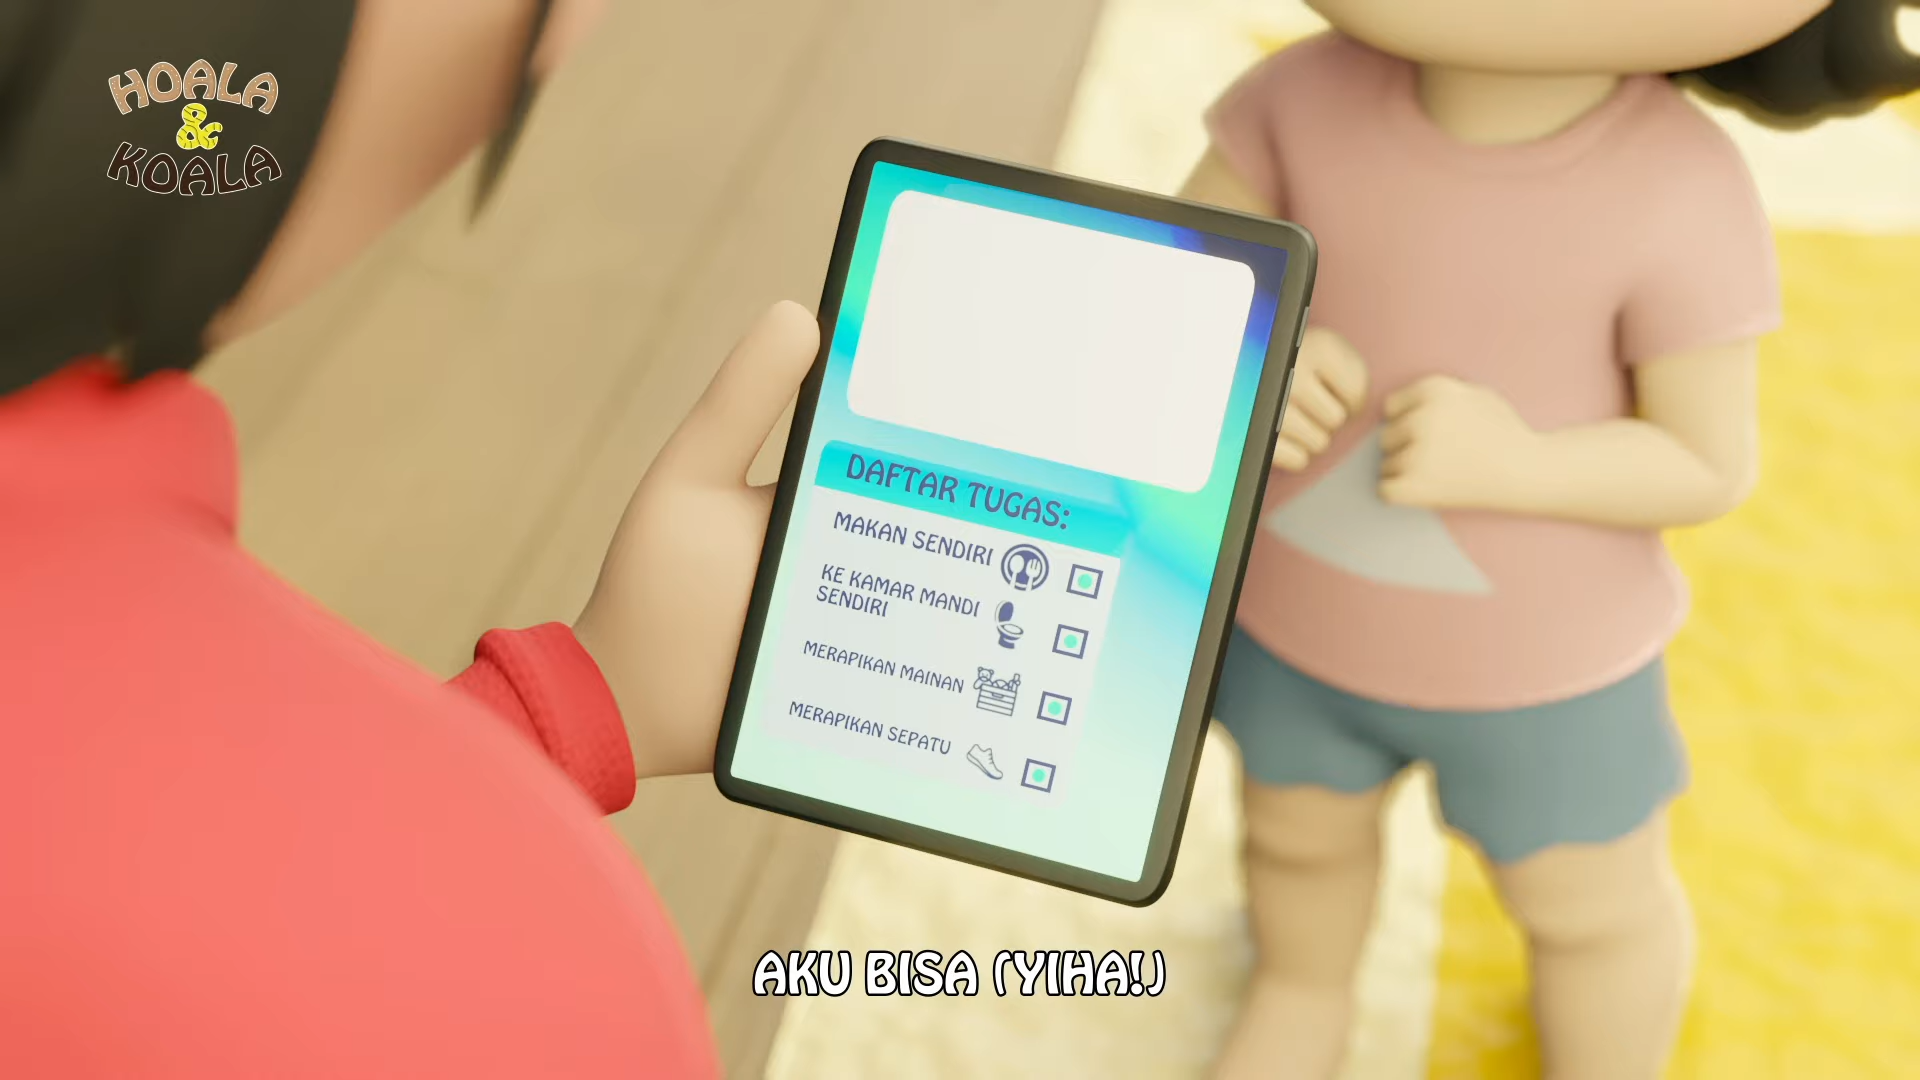 HOALA
&
KOALA
DAFTAR TUGAS:
MAKAN SENDIRI
KE KAMAR MANDI
SENDIRI
MERAPIKAN MAINAN
MERAPIKAN SEPATU
AKU BISA (YIHA!)